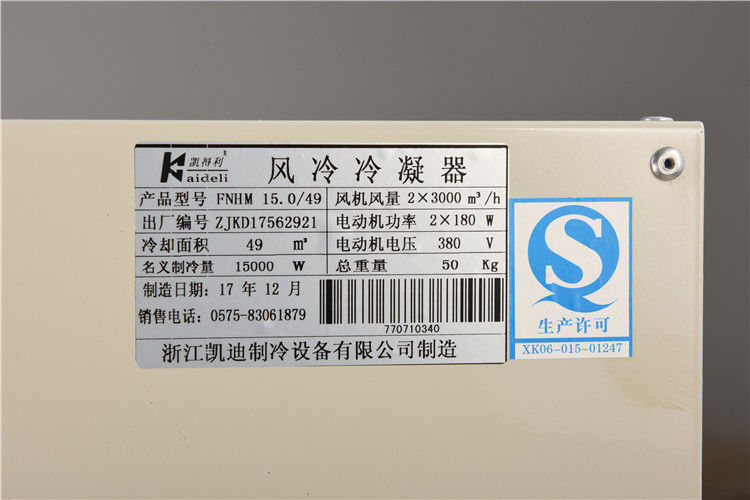 凯得利 R
Kaideli
风冷冷凝器
产品型号 FNHM 15.0/49 风机风量 2×3000 m³/h
出厂编号 ZJKD17562921 电动机功率 2×180 W
冷却面积 49 m³ 电动机电压 380 V
名义制冷量 15000 W 总重量 50 Kg
制造日期: 17 年 12 月
销售电话: 0575-83061879
770710340
浙江凯迪制冷设备有限公司制造
QS
生产许可
XK06-015-01247